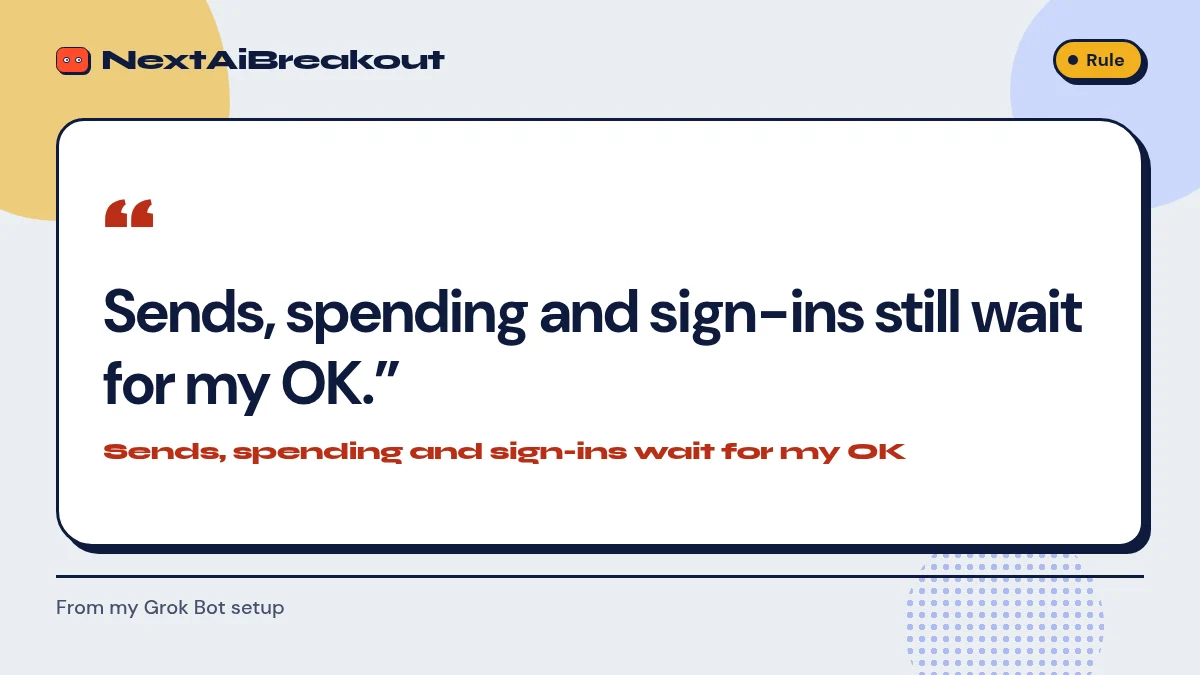 NextAiBreakout
Rule
“
Sends, spending and sign-ins still wait
for my OK.”
Sends, spending and sign-ins wait for my OK
From my Grok Bot setup